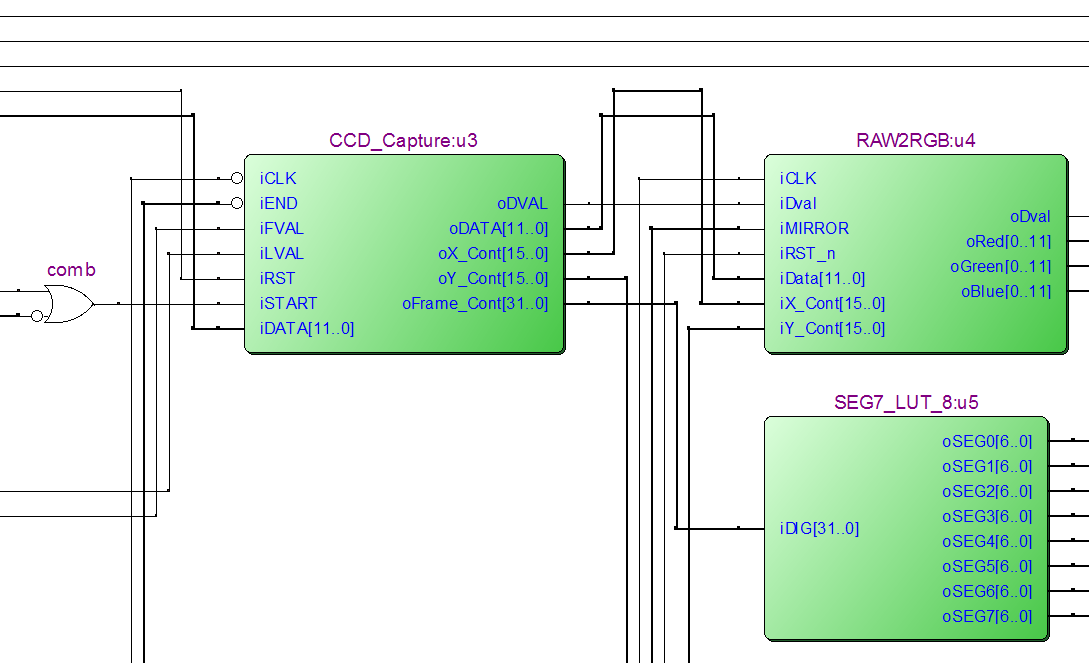 CCD_Capture:u3
iCLK
iEND
iFVAL
iLVAL
iRST
iSTART
iDATA[11..0]
oDVAL
oDATA[11..0]
oX_Cont[15..0]
oY_Cont[15..0]
oFrame_Cont[31..0]
comb
RAW2RGB:u4
iCLK
iDval
iMIRROR
iRST_n
iData[11..0]
iX_Cont[15..0]
iY_Cont[15..0]
oDval
oRed[0..11]
oGreen[0..11]
oBlue[0..11]
SEG7_LUT_8:u5
iDIG[31..0]
oSEG0[6..0]
oSEG1[6..0]
oSEG2[6..0]
oSEG3[6..0]
oSEG4[6..0]
oSEG5[6..0]
oSEG6[6..0]
oSEG7[6..0]